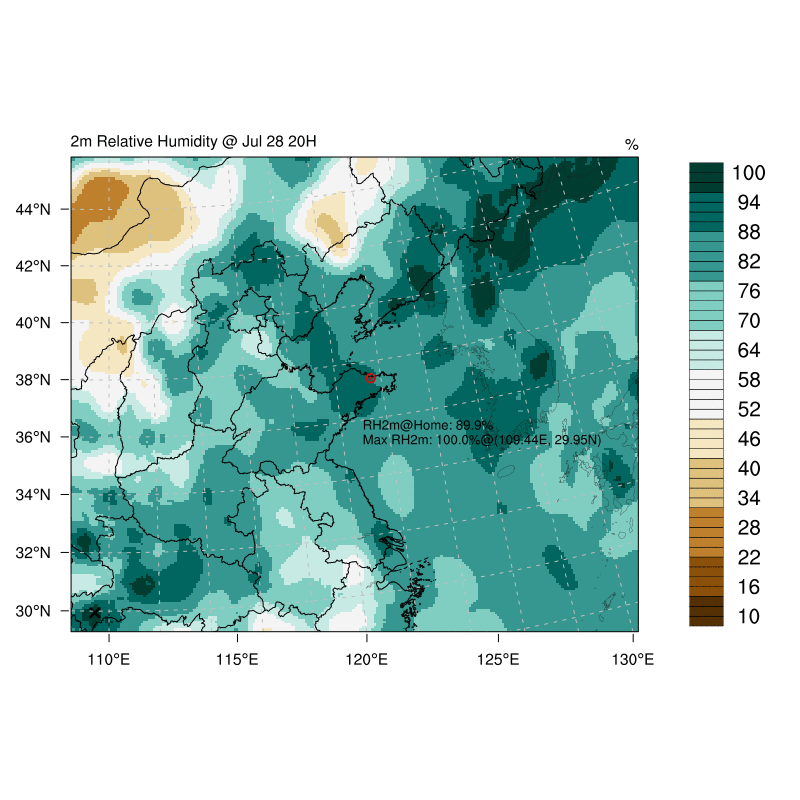 2m Relative Humidity @ Jul 28 20H
%
100
94
88
82
76
70
64
58
52
46
40
34
28
22
16
10
44°N
42°N
40°N
38°N
36°N
34°N
32°N
30°N
RH2m@Home: 89.9%
Max RH2m: 100.0%@(109.44E, 29.95N)
110°E 115°E 120°E 125°E 130°E